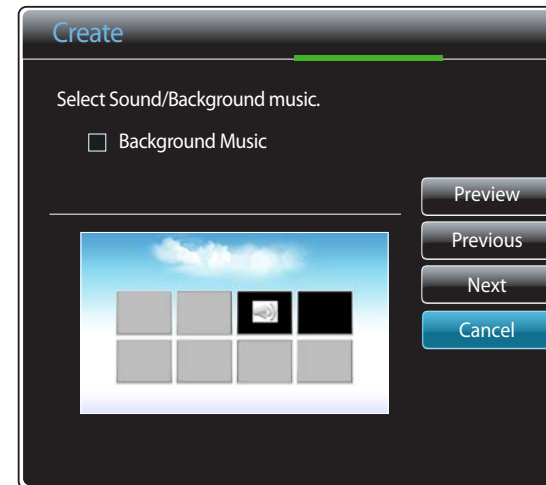 Create
Select Sound/Background music.
Background Music
Preview
Previous
Next
Cancel